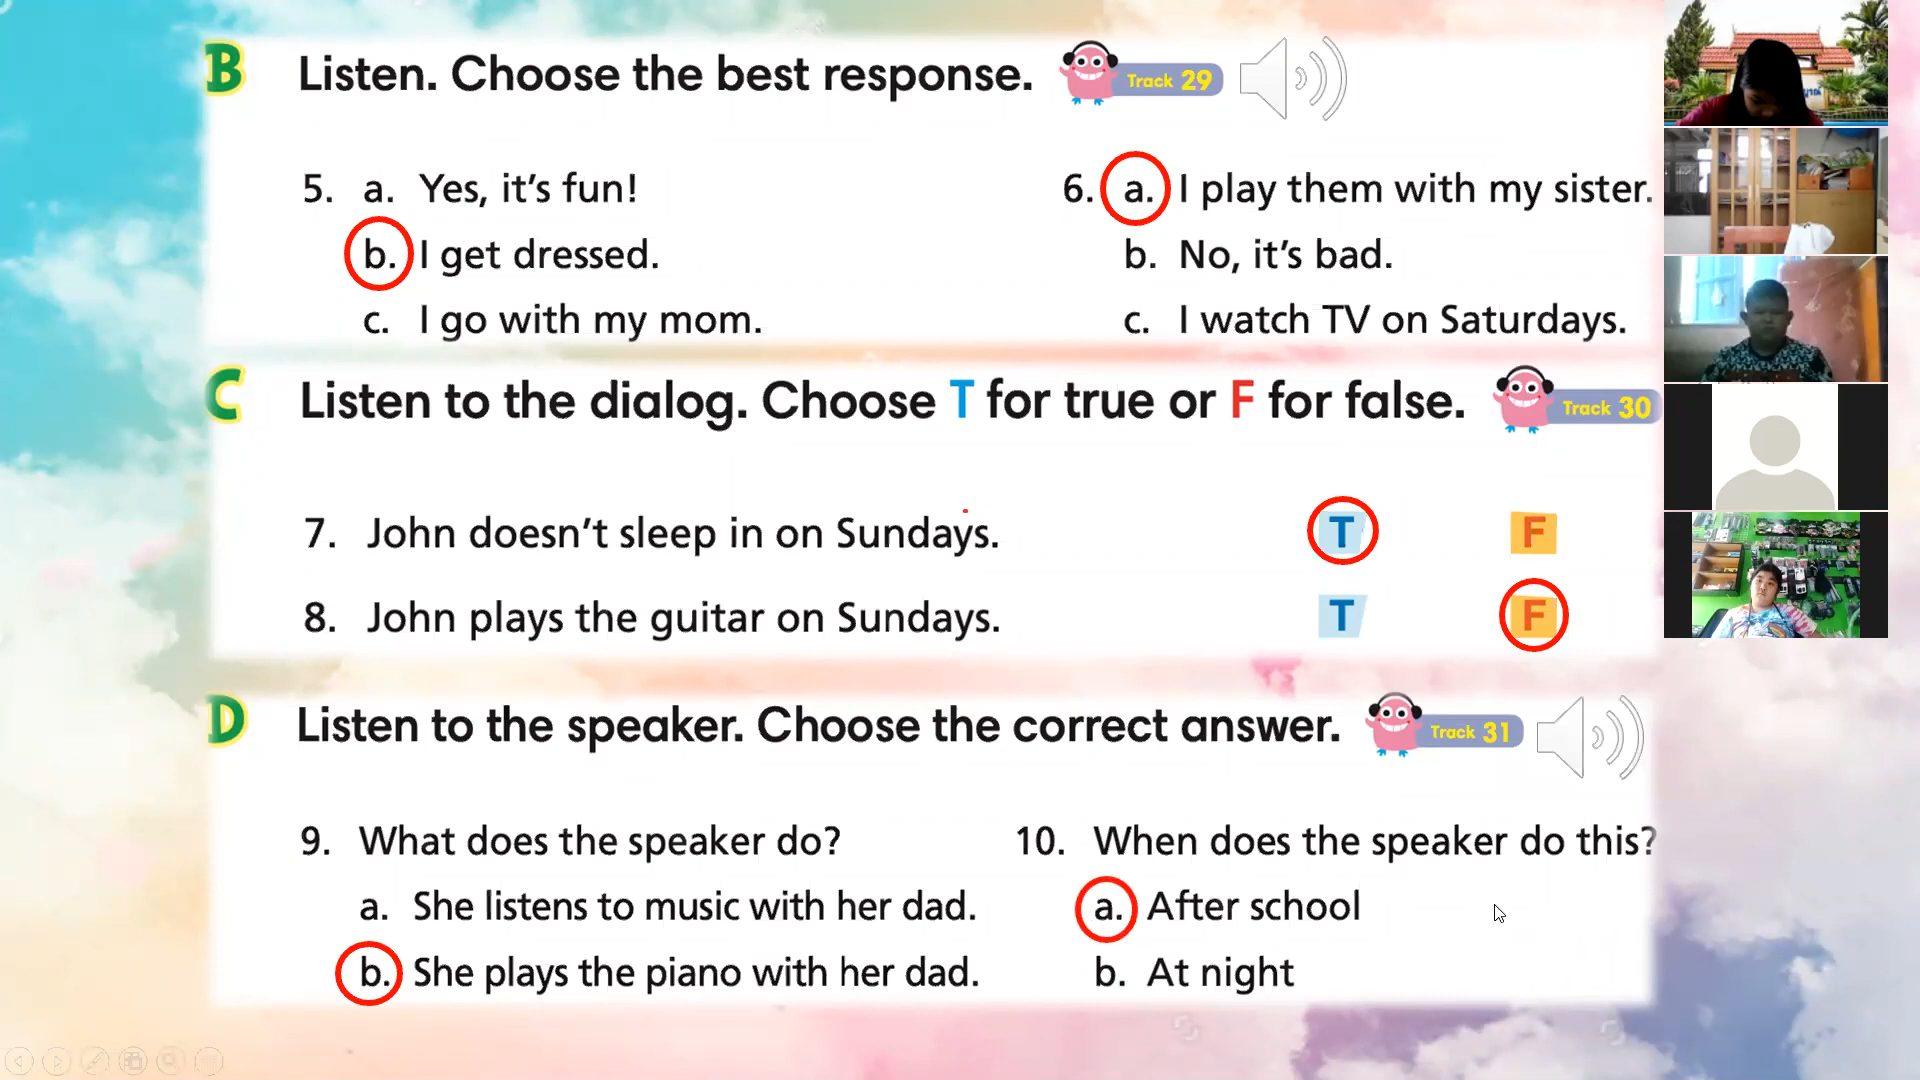 B Listen. Choose the best response. Track 29
5. a. Yes, it's fun!
b. I get dressed.
c. I go with my mom.
6. a. I play them with my sister.
b. No, it's bad.
c. I watch TV on Saturdays.
C Listen to the dialog. Choose T for true or F for false. Track 30
7. John doesn't sleep in on Sundays. T F
8. John plays the guitar on Sundays. T F
D Listen to the speaker. Choose the correct answer. Track 31
9. What does the speaker do?
a. She listens to music with her dad.
b. She plays the piano with her dad.
10. When does the speaker do this?
a. After school
b. At night